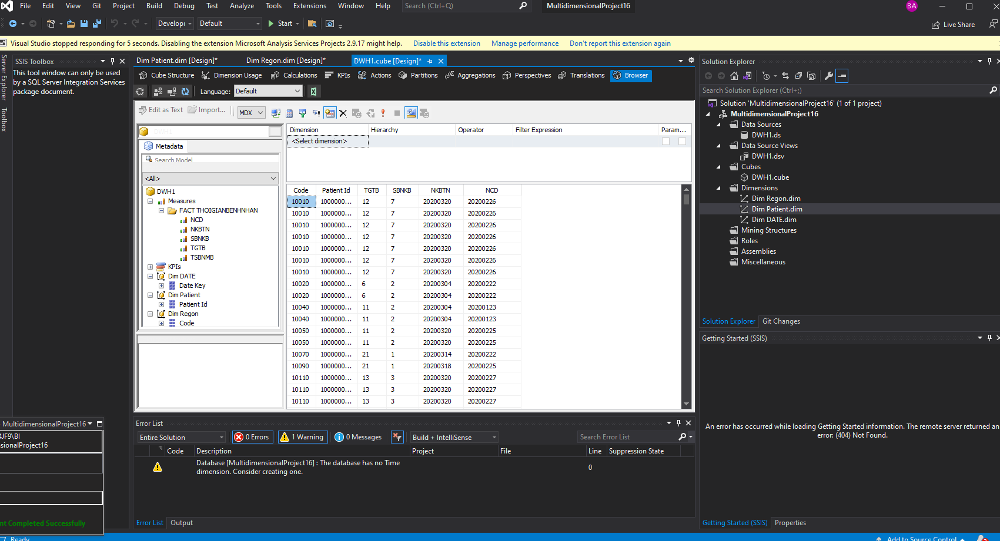 File Edit View Git Project Build Debug Test Analyze Tools Extensions Window Help Search (Ctrl+Q) MultidimensionalProject16 BA
Developi Default Start Live Share
Visual Studio stopped responding for 5 seconds. Disabling the extension Microsoft Analysis Services Projects 2.9.17 might help. Disable this extension Manage performance Don't report this extension again
Server Explorer
Toolbox
SSIS Toolbox
This tool window can only be used
by a SQL Server Integration Services
package document.
Dim Patient.dim [Design]* Dim Regon.dim [Design]* DWH1.cube [Design]*
Cube Structure Dimension Usage Calculations KPIs Actions Partitions Aggregations Perspectives Translations Browser
Language: Default
Edit as Text Import... MDX
DWH1
Metadata
Search Model
<All>
DWH1
Measures
FACT THOIGIANBENHNHAN
NCD
NKBTN
SBNKB
TGTB
TSBNMB
KPIs
Dim DATE
Date Key
Dim Patient
Patient Id
Dim Regon
Code
Dimension Hierarchy Operator Filter Expression Param...
<Select dimension>
Code Patient Id TGTB SBNKB NKBTN NCD
10010 1000000... 12 7 20200320 20200226
10010 1000000... 12 7 20200320 20200226
10010 1000000... 12 7 20200320 20200226
10010 1000000... 12 7 20200320 20200226
10010 1000000... 12 7 20200320 20200226
10010 1000000... 12 7 20200320 20200226
10010 1000000... 12 7 20200320 20200226
10020 1000000... 6 2 20200304 20200222
10020 1000000... 6 2 20200304 20200222
10040 1000000... 11 2 20200304 20200123
10040 1000000... 11 2 20200304 20200123
10050 1000000... 11 2 20200320 20200225
10050 1000000... 11 2 20200320 20200225
10070 1000000... 21 1 20200314 20200222
10090 1000000... 21 1 20200318 20200225
10110 1000000... 13 3 20200320 20200227
10110 1000000... 13 3 20200320 20200227
10110 1000000... 13 3 20200320 20200227
Solution Explorer
Search Solution Explorer (Ctrl+;)
Solution 'MultidimensionalProject16' (1 of 1 project)
MultidimensionalProject16
Data Sources
DWH1.ds
Data Source Views
DWH1.dsv
Cubes
DWH1.cube
Dimensions
Dim Regon.dim
Dim Patient.dim
Dim DATE.dim
Mining Structures
Roles
Assemblies
Miscellaneous
Solution Explorer Git Changes
Getting Started (SSIS)
An error has occurred while loading Getting Started information. The remote server returned an
error: (404) Not Found.
Getting Started (SSIS) Properties
MultidimensionalProject16
4JF9\BI
nsionalProject16
nt Completed Successfully
Error List
Entire Solution 0 Errors 1 Warning 0 Messages Build + IntelliSense Search Error List
Code Description Project File Line Suppression State
Database [MultidimensionalProject16] : The database has no Time
dimension. Consider creating one.
0
Error List Output
Ready Add to Source Control